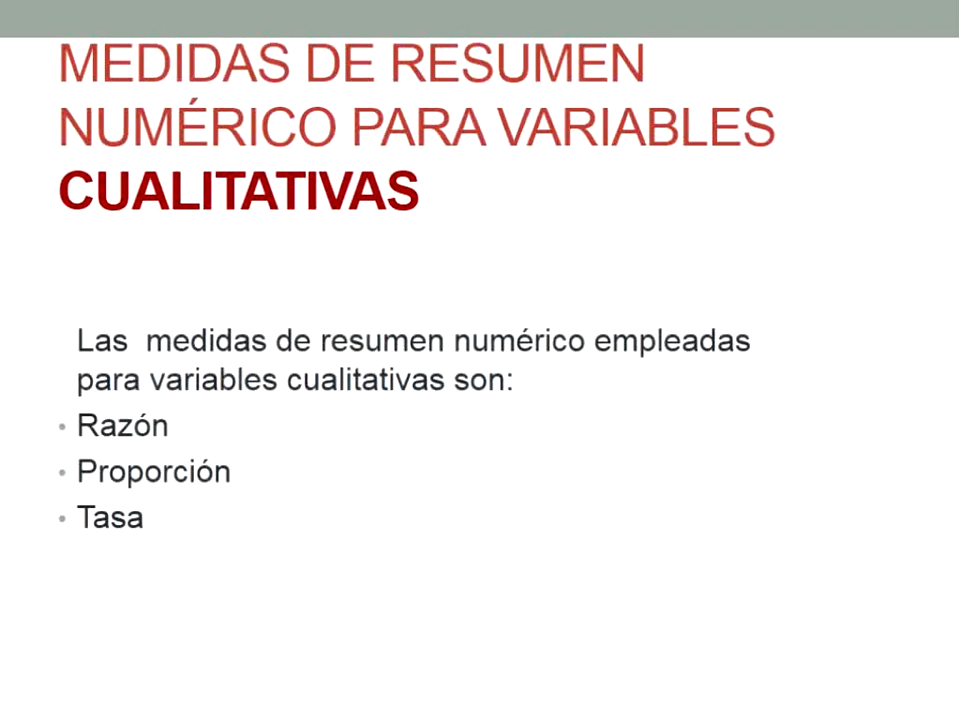 MEDIDAS DE RESUMEN
NUMÉRICO PARA VARIABLES
CUALITATIVAS
Las medidas de resumen numérico empleadas
para variables cualitativas son:
• Razón
• Proporción
• Tasa